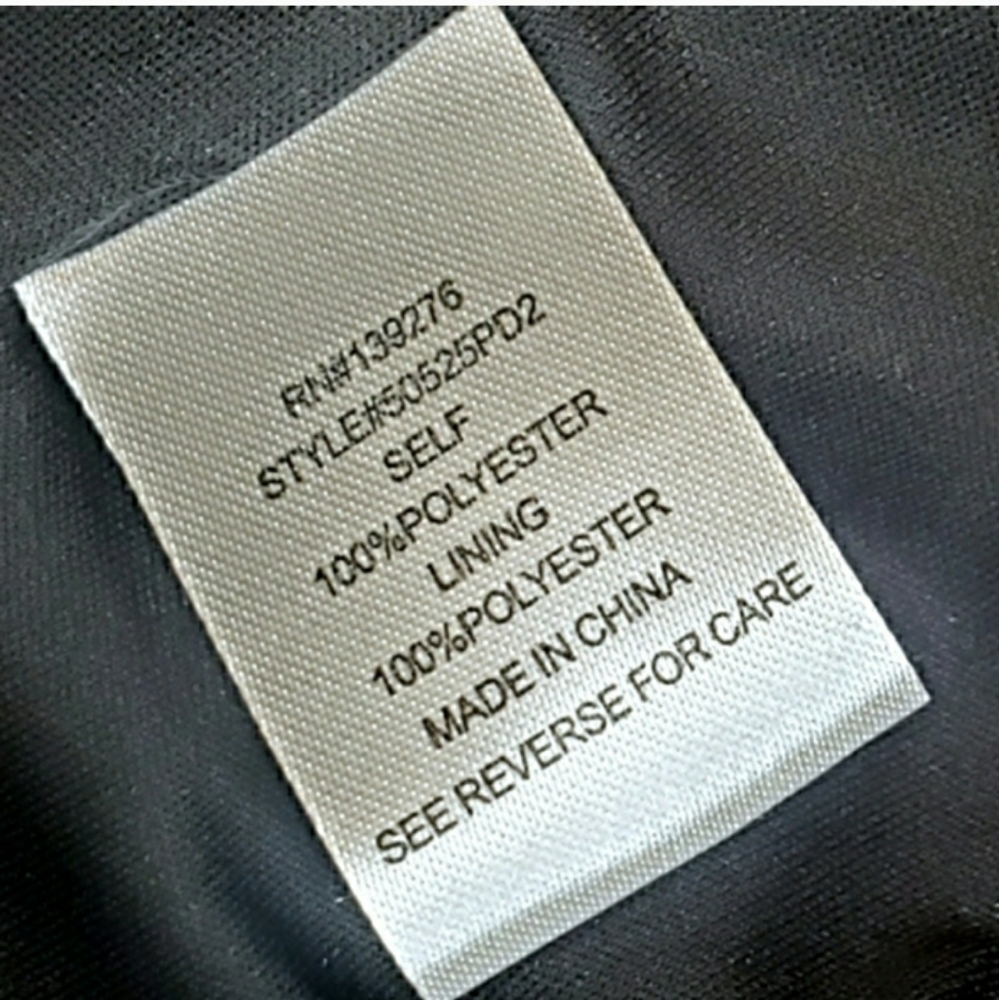 RN#139276
STYLE#50525PD2
SELF
100%POLYESTER
LINING
100%POLYESTER
MADE IN CHINA
SEE REVERSE FOR CARE